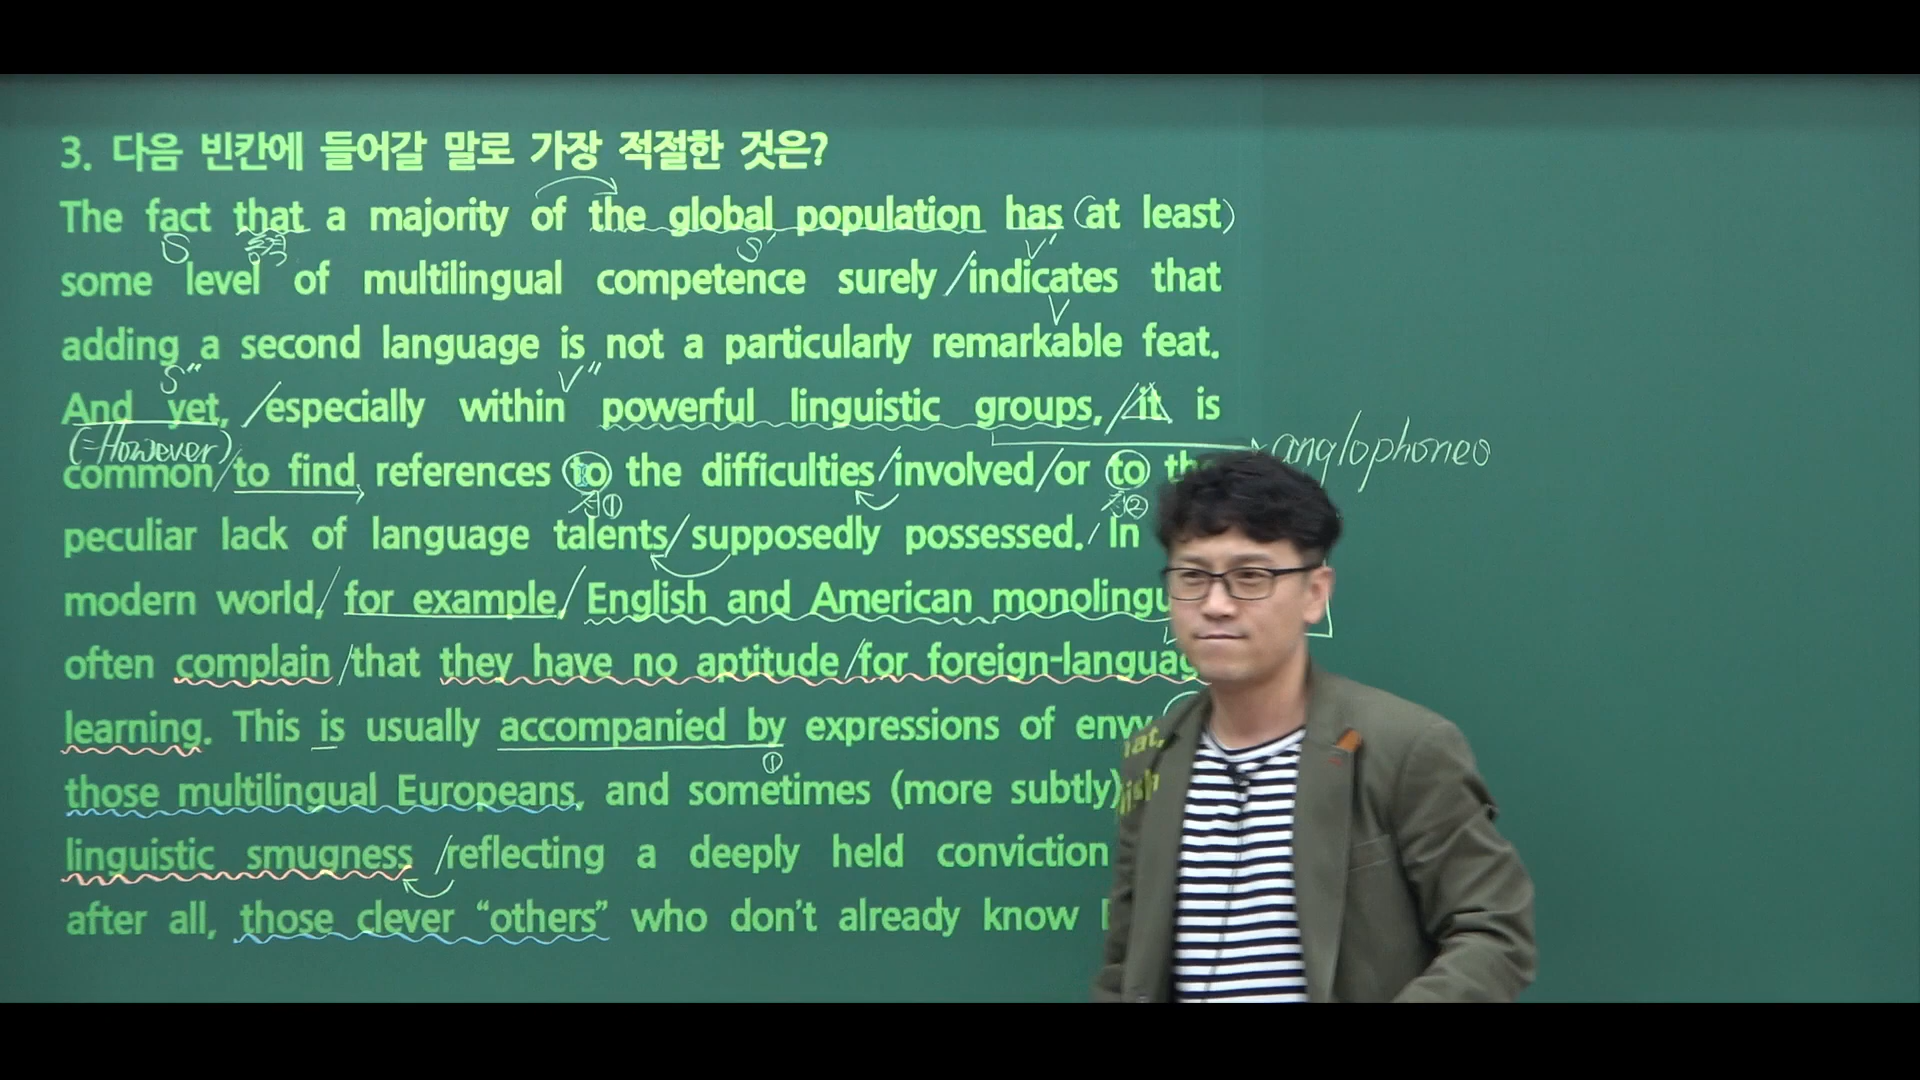 3. 다음 빈칸에 들어갈 말로 가장 적절한 것은?
The fact that a majority of the global population has (at least)
S S' V'
some level of multilingual competence surely / indicates that
V
adding a second language is not a particularly remarkable feat.
S" V"
And yet, / especially within powerful linguistic groups, / it is
(=However) anglophones
common / to find references to the difficulties / involved / or to
① ②
peculiar lack of language talents / supposedly possessed. / In
modern world, / for example, / English and American
often complain / that they have no aptitude / for
learning. This is usually accompanied by expressions of envy
①
those multilingual Europeans, and sometimes (more subtly)
linguistic smugness / reflecting a deeply held conviction
after all, those clever “others” who don't already know